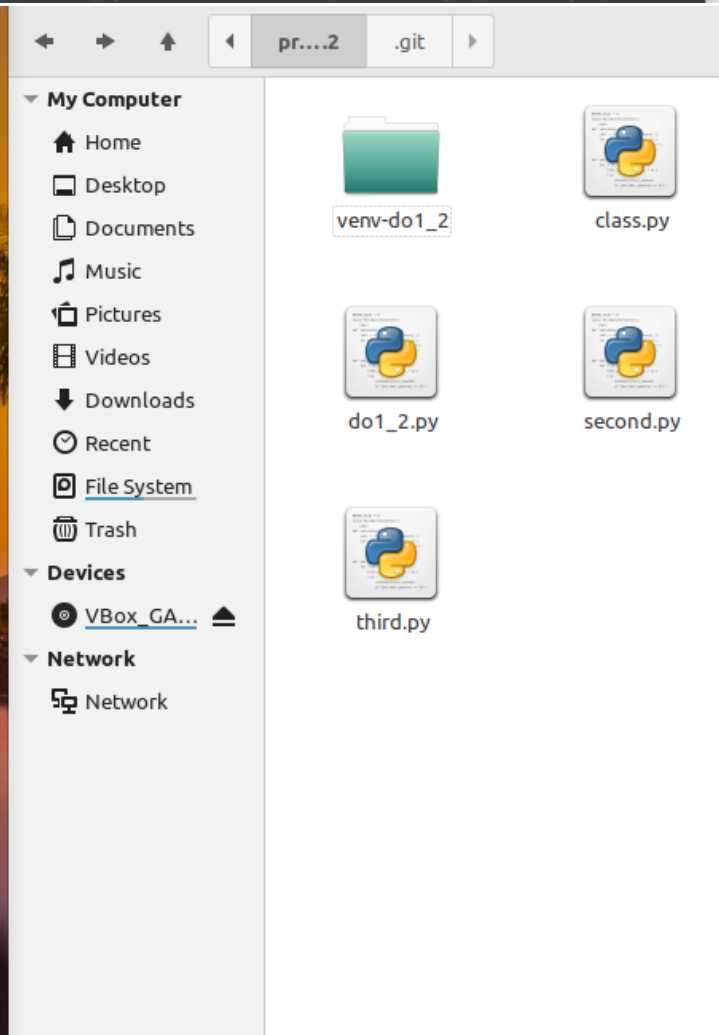 pr....2
.git
My Computer
Home
Desktop
Documents
Music
Pictures
Videos
Downloads
Recent
File System
Trash
Devices
VBox_GA...
Network
Network
venv-do1_2
class.py
do1_2.py
second.py
third.py